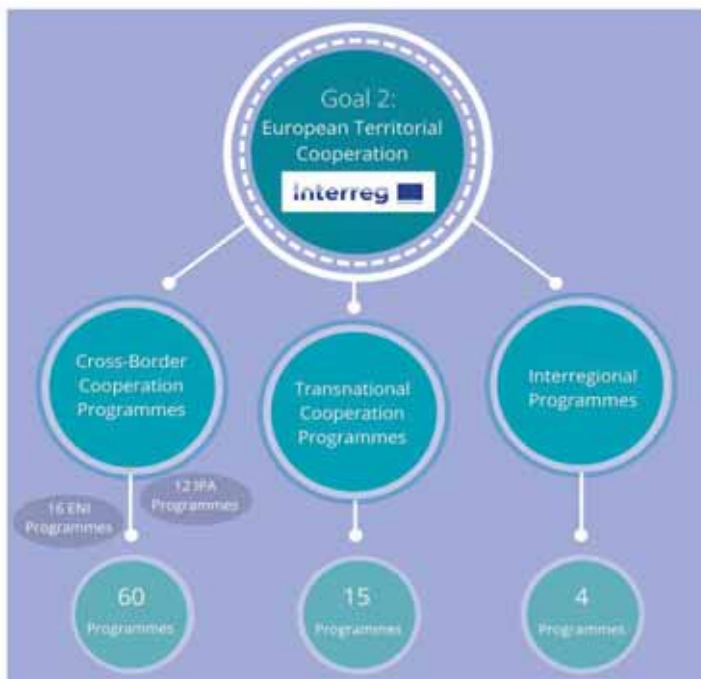 Goal 2:
European Territorial
Cooperation
Interreg
Cross-Border
Cooperation
Programmes
Transnational
Cooperation
Programmes
Interregional
Programmes
12 IPA
Programmes
16 ENI
Programmes
60
Programmes
15
Programmes
4
Programmes